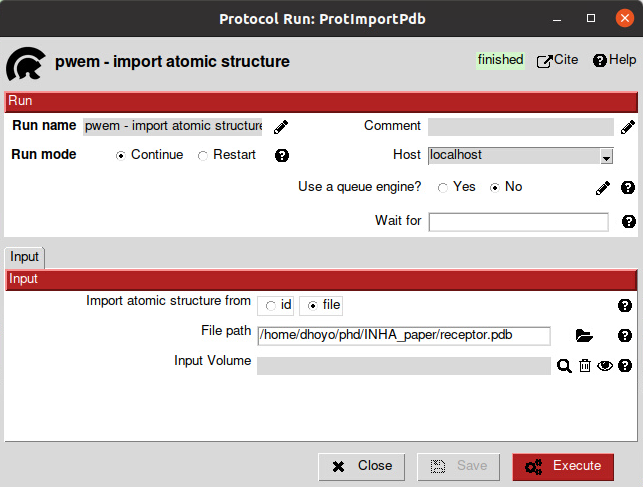 Protocol Run: ProtImportPdb
pwem - import atomic structure
finished
Cite
Help
Run
Run name pwem - import atomic structure Comment
Run mode Continue Restart Host localhost
Use a queue engine? Yes No
Wait for
Input
Input
Import atomic structure from id file
File path /home/dhoyo/phd/INHA_paper/receptor.pdb
Input Volume
Close Save Execute